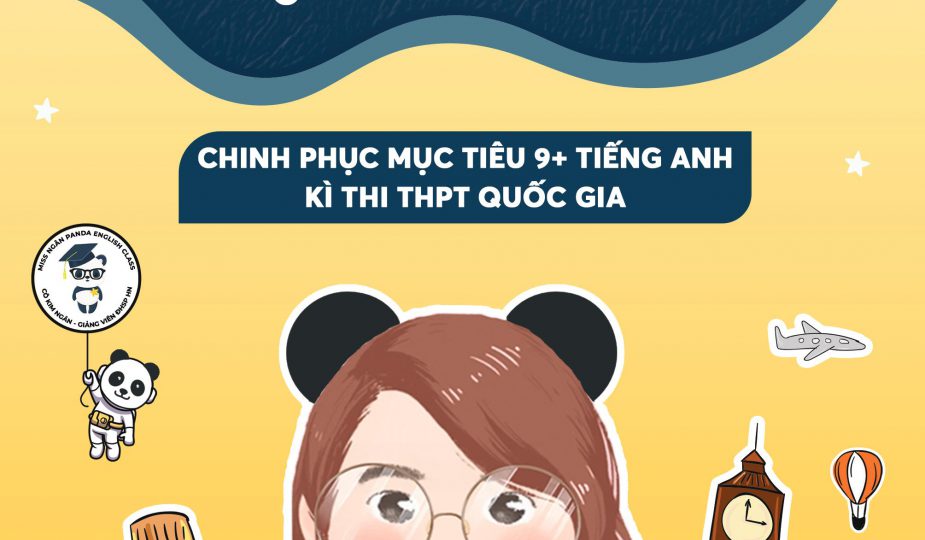 CHINH PHỤC MỤC TIÊU 9+ TIẾNG ANH
KÌ THI THPT QUỐC GIA
MISS NGÂN PANDA ENGLISH CLASS
CÔ KIM NGÂN - GIẢNG VIÊN ĐHSP HN